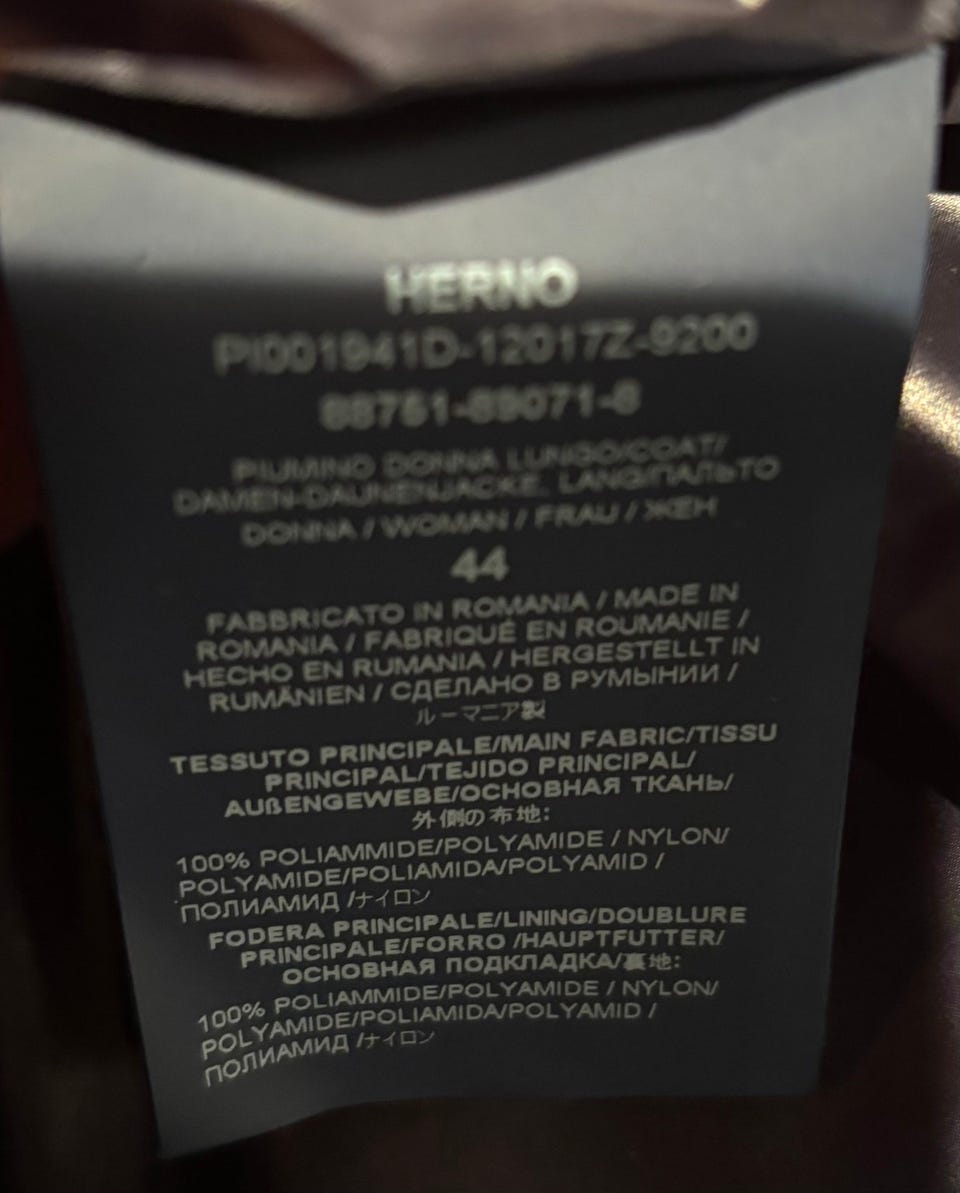 HERNO
PI001941D-12017Z-9200
88751-89071-8
PIUMINO DONNA LUNGO/COAT/
DAMEN-DAUNENJACKE, LANG/ПАЛЬТО
DONNA / WOMAN / FRAU / ЖЕН
44
FABBRICATO IN ROMANIA / MADE IN
ROMANIA / FABRIQUÉ EN ROUMANIE /
HECHO EN RUMANIA / HERGESTELLT IN
RUMÄNIEN / СДЕЛАНО В РУМЫНИИ /
ルーマニア製
TESSUTO PRINCIPALE/MAIN FABRIC/TISSU
PRINCIPAL/TEJIDO PRINCIPAL/
AUßENGEWEBE/ОСНОВНАЯ ТКАНЬ/
外側の布地:
100% POLIAMMIDE/POLYAMIDE / NYLON/
POLYAMIDE/POLIAMIDA/POLYAMID /
ПОЛИАМИД /ナイロン
FODERA PRINCIPALE/LINING/DOUBLURE
PRINCIPALE/FORRO /HAUPTFUTTER/
ОСНОВНАЯ ПОДКЛАДКА/裏地:
100% POLIAMMIDE/POLYAMIDE / NYLON/
POLYAMIDE/POLIAMIDA/POLYAMID /
ПОЛИАМИД /ナイロン